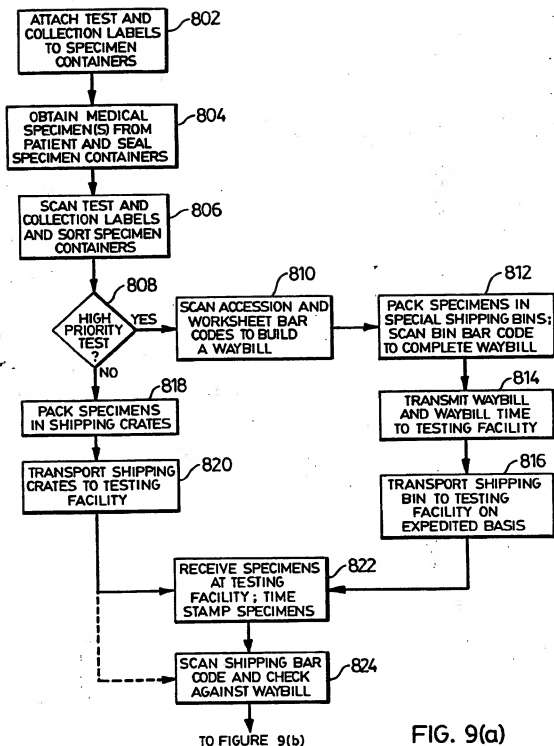 ATTACH TEST AND
COLLECTION LABELS
TO SPECIMEN
CONTAINERS
802
OBTAIN MEDICAL
SPECIMEN(S) FROM
PATIENT AND SEAL
SPECIMEN CONTAINERS
804
SCAN TEST AND
COLLECTION LABELS
AND SORT SPECIMEN
CONTAINERS
806
808
HIGH
PRIORITY
TEST
?
YES
NO
810
SCAN ACCESSION AND
WORKSHEET BAR
CODES TO BUILD
A WAYBILL
812
PACK SPECIMENS IN
SPECIAL SHIPPING BINS;
SCAN BIN BAR CODE
TO COMPLETE WAYBILL
814
TRANSMIT WAYBILL
AND WAYBILL TIME
TO TESTING FACILITY
816
TRANSPORT SHIPPING
BIN TO TESTING
FACILITY ON
EXPEDITED BASIS
818
PACK SPECIMENS
IN SHIPPING CRATES
820
TRANSPORT SHIPPING
CRATES TO TESTING
FACILITY
822
RECEIVE SPECIMENS
AT TESTING
FACILITY; TIME
STAMP SPECIMENS
824
SCAN SHIPPING BAR
CODE AND CHECK
AGAINST WAYBILL
TO FIGURE 9(b)
FIG. 9(a)